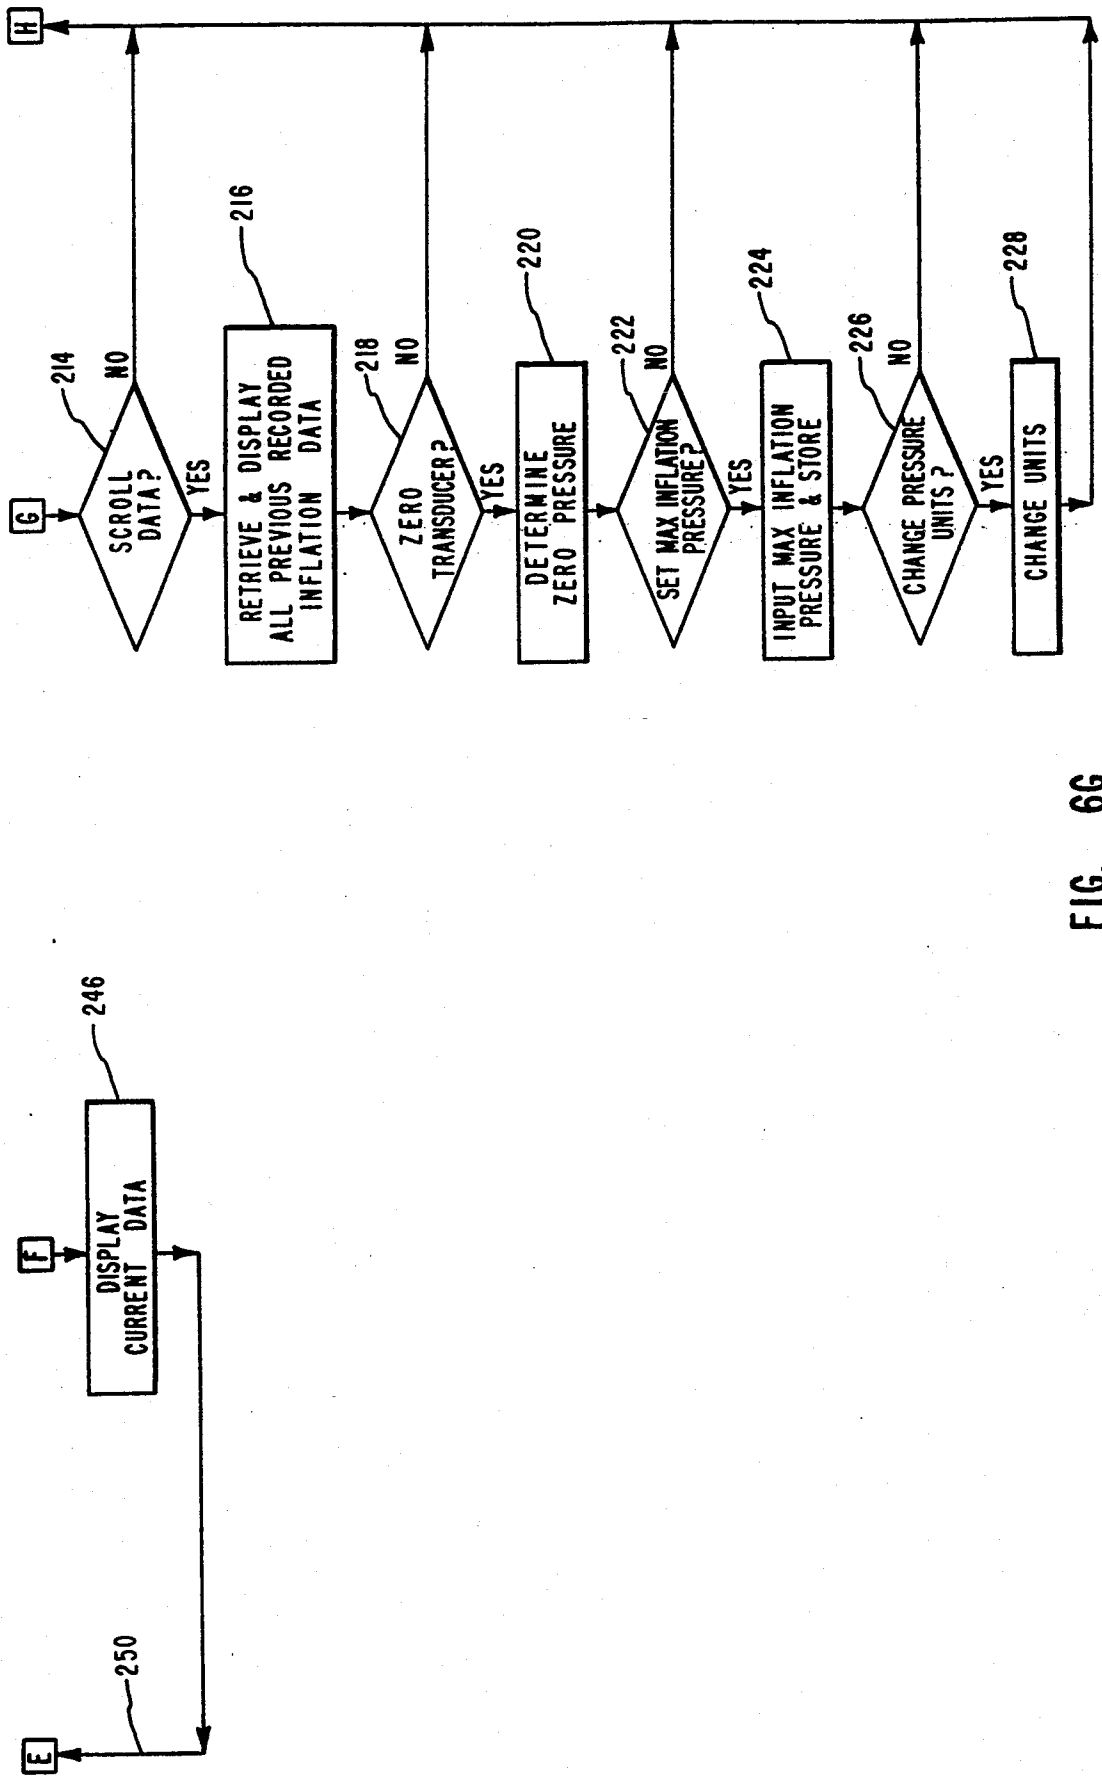 E
250
F
246
DISPLAY
CURRENT DATA
G
H
214
SCROLL
DATA?
NO
YES
216
RETRIEVE & DISPLAY
ALL PREVIOUS RECORDED
INFLATION DATA
218
ZERO
TRANSDUCER?
NO
YES
220
DETERMINE
ZERO PRESSURE
222
SET MAX INFLATION
PRESSURE?
NO
YES
224
INPUT MAX INFLATION
PRESSURE & STORE
226
CHANGE PRESSURE
UNITS?
NO
YES
228
CHANGE UNITS
FIG. 6G